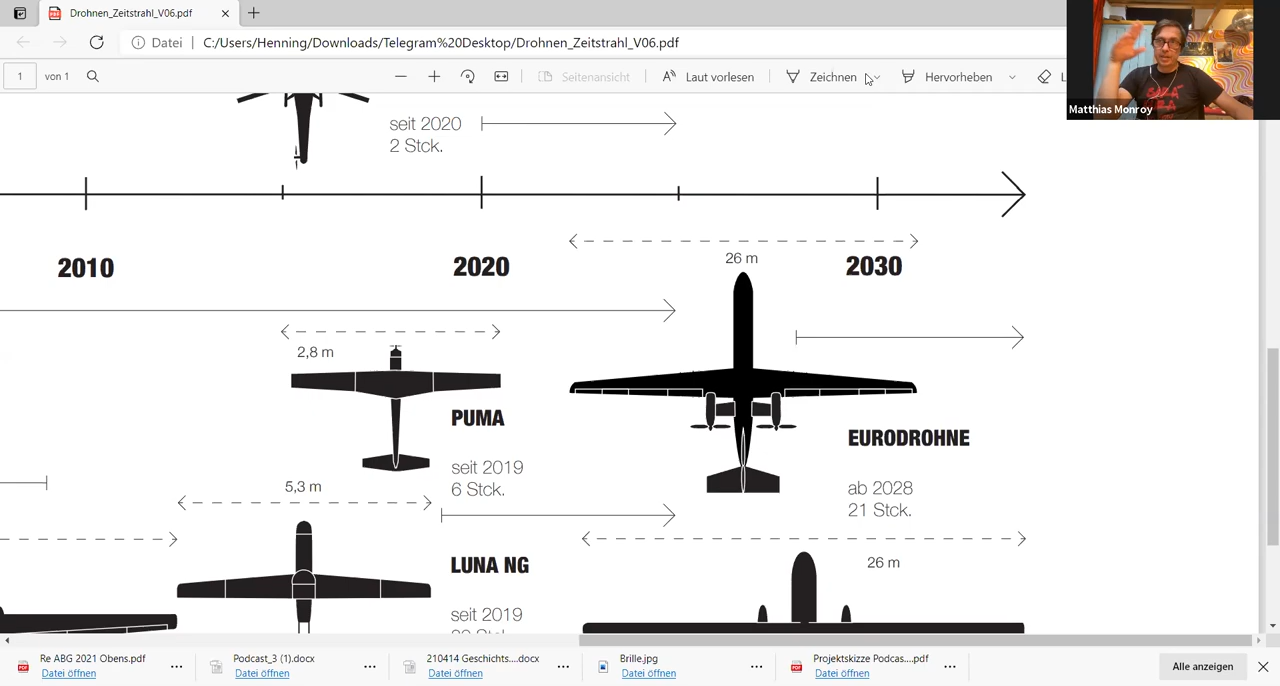 Drohnen_Zeitstrahl_V06.pdf
Datei
C:/Users/Henning/Downloads/Telegram%20Desktop/Drohnen_Zeitstrahl_V06.pdf
1 von 1
Seitenansicht
Laut vorlesen
Zeichnen
Hervorheben
Matthias Monroy
seit 2020
2 Stck.
2010
2020
2030
26 m
2,8 m
PUMA
seit 2019
6 Stck.
EURODROHNE
ab 2028
21 Stck.
5,3 m
LUNA NG
seit 2019
26 m
Re ABG 2021 Obens.pdf
Datei öffnen
Podcast_3 (1).docx
Datei öffnen
210414 Geschichts....docx
Datei öffnen
Brille.jpg
Datei öffnen
Projektskizze Podcas....pdf
Datei öffnen
Alle anzeigen